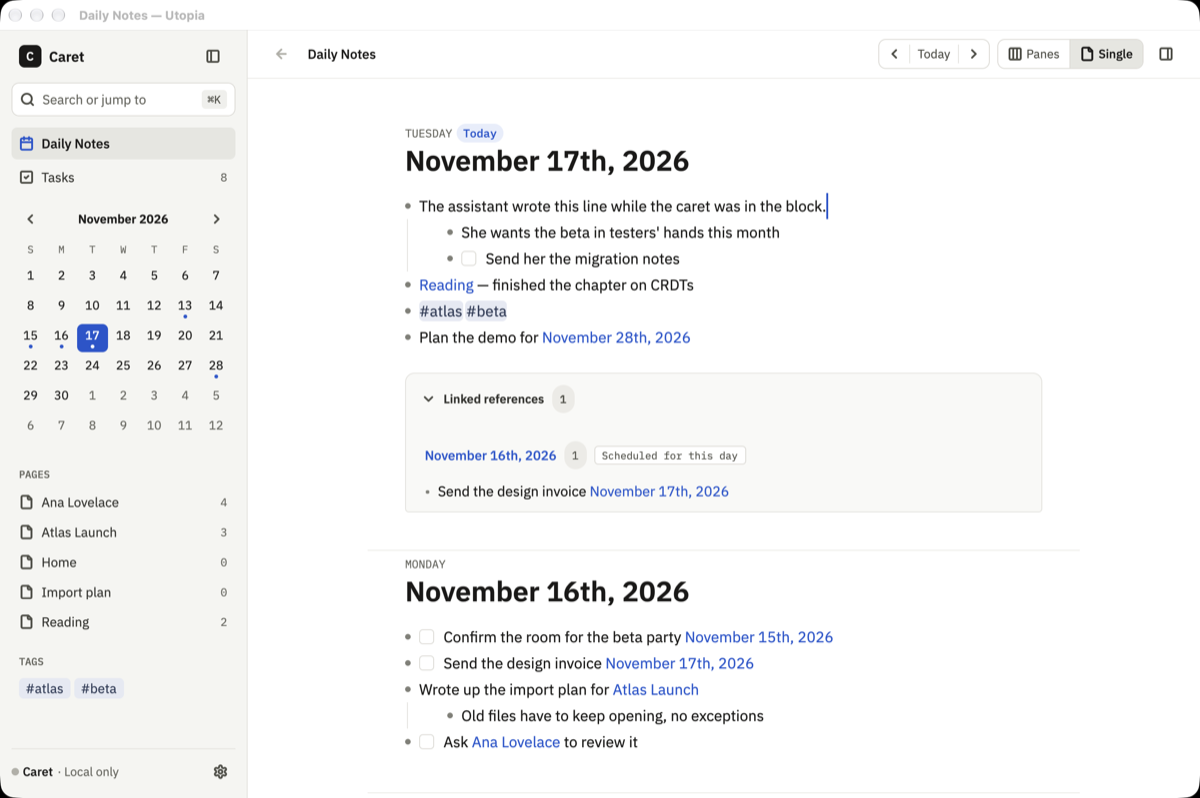 Daily Notes — Utopia
C Caret
Search or jump to ⌘K
Daily Notes
Tasks 8
November 2026
S M T W T F S
1 2 3 4 5 6 7
8 9 10 11 12 13 14
15 16 17 18 19 20 21
22 23 24 25 26 27 28
29 30 1 2 3 4 5
6 7 8 9 10 11 12
PAGES
Ana Lovelace 4
Atlas Launch 3
Home 0
Import plan 0
Reading 2
TAGS
#atlas #beta
Caret · Local only
Daily Notes
Today
Panes
Single
TUESDAY Today
November 17th, 2026
The assistant wrote this line while the caret was in the block.
She wants the beta in testers' hands this month
Send her the migration notes
Reading — finished the chapter on CRDTs
#atlas #beta
Plan the demo for November 28th, 2026
Linked references 1
November 16th, 2026 1 Scheduled for this day
Send the design invoice November 17th, 2026
MONDAY
November 16th, 2026
Confirm the room for the beta party November 15th, 2026
Send the design invoice November 17th, 2026
Wrote up the import plan for Atlas Launch
Old files have to keep opening, no exceptions
Ask Ana Lovelace to review it